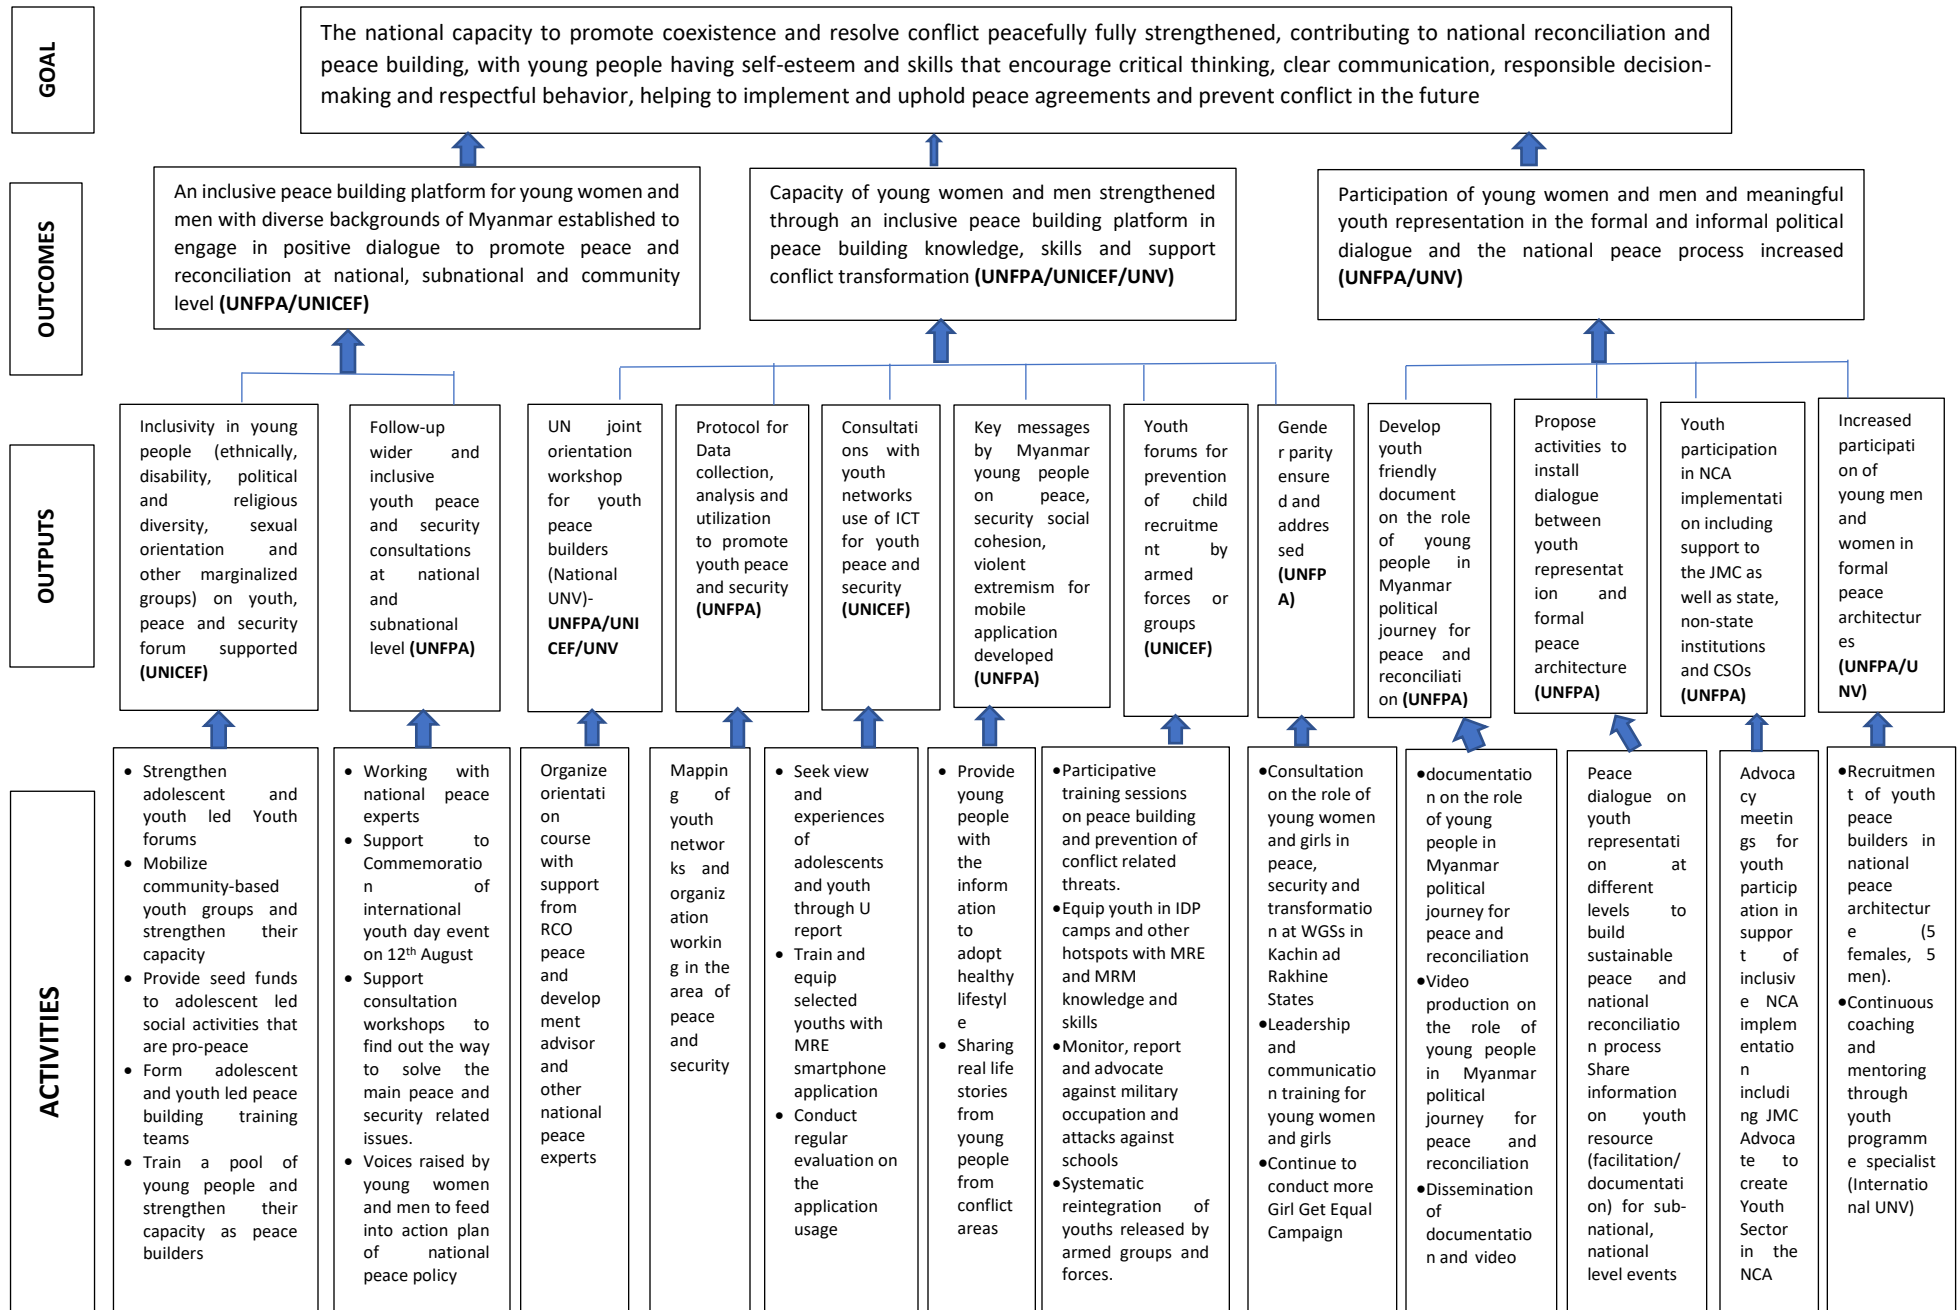 GOAL
The national capacity to promote coexistence and resolve conflict peacefully fully strengthened, contributing to national reconciliation and
peace building, with young people having self-esteem and skills that encourage critical thinking, clear communication, responsible decision-
making and respectful behavior, helping to implement and uphold peace agreements and prevent conflict in the future
OUTCOMES
An inclusive peace building platform for young women and
men with diverse backgrounds of Myanmar established to
engage in positive dialogue to promote peace and
reconciliation at national, subnational and community
level (UNFPA/UNICEF)
Capacity of young women and men strengthened
through an inclusive peace building platform in
peace building knowledge, skills and support
conflict transformation (UNFPA/UNICEF/UNV)
Participation of young women and men and meaningful
youth representation in the formal and informal political
dialogue and the national peace process increased
(UNFPA/UNV)
OUTPUTS
Inclusivity in young
people (ethnically,
disability, political
and religious
diversity, sexual
orientation and
other marginalized
groups) on youth,
peace and security
forum supported
(UNICEF)
Follow-up
wider and
inclusive
youth peace
and security
consultations
at national
and
subnational
level (UNFPA)
UN joint
orientation
workshop
for youth
peace
builders
(National
UNV)-
UNFPA/UNI
CEF/UNV
Protocol for
Data
collection,
analysis and
utilization
to promote
youth peace
and security
(UNFPA)
Consultati
ons with
youth
networks
use of ICT
for youth
peace and
security
(UNICEF)
Key messages
by Myanmar
young people
on peace,
security social
cohesion,
violent
extremism for
mobile
application
developed
(UNFPA)
Youth
forums for
prevention
of child
recruitme
nt by
armed
forces or
groups
(UNICEF)
Gende
r parity
ensure
d and
addres
sed
(UNFP
A)
Develop
youth
friendly
document
on the role
of young
people in
Myanmar
political
journey for
peace and
reconciliati
on (UNFPA)
Propose
activities to
install
dialogue
between
youth
representat
ion and
formal
peace
architecture
(UNFPA)
Youth
participation
in NCA
implementati
on including
support to
the JMC as
well as state,
non-state
institutions
and CSOs
(UNFPA)
Increased
participati
on of
young men
and
women in
formal
peace
architectur
es
(UNFPA/U
NV)
ACTIVITIES
• Strengthen
adolescent and
youth led Youth
forums
• Mobilize
community-based
youth groups and
strengthen their
capacity
• Provide seed funds
to adolescent led
social activities that
are pro-peace
• Form adolescent
and youth led peace
building training
teams
• Train a pool of
young people and
strengthen their
capacity as peace
builders
• Working with
national peace
experts
• Support to
Commemoratio
n of
international
youth day event
on 12th August
• Support
consultation
workshops to
find out the way
to solve the
main peace and
security related
issues.
• Voices raised by
young women
and men to feed
into action plan
of national
peace policy
Organize
orientati
on
course
with
support
from
RCO
peace
and
develop
ment
advisor
and
other
national
peace
experts
Mappin
g of
youth
networ
ks and
organiz
ation
workin
g in the
area of
peace
and
security
• Seek view
and
experiences
of
adolescents
and youth
through U
report
• Train and
equip
selected
youths with
MRE
smartphone
application
• Conduct
regular
evaluation on
the
application
usage
• Provide
young
people
with
the
inform
ation
to
adopt
healthy
lifestyl
e
• Sharing
real life
stories
from
young
people
from
conflict
areas
•Participative
training sessions
on peace building
and prevention of
conflict related
threats.
•Equip youth in IDP
camps and other
hotspots with MRE
and MRM
knowledge and
skills
•Monitor, report
and advocate
against military
occupation and
attacks against
schools
•Systematic
reintegration of
youths released by
armed groups and
forces.
•Consultation
on the role of
young women
and girls in
peace,
security and
transformatio
n at WGSs in
Kachin ad
Rakhine
States
•Leadership
and
communicatio
n training for
young women
and girls
•Continue to
conduct more
Girl Get Equal
Campaign
•documentatio
n on the role
of young
people in
Myanmar
political
journey for
peace and
reconciliation
•Video
production on
the role of
young people
in Myanmar
political
journey for
peace and
reconciliation
•Dissemination
of
documentatio
n and video
Peace
dialogue on
youth
representati
on at
different
levels to
build
sustainable
peace and
national
reconciliatio
n process
Share
information
on youth
resource
(facilitation/
documentati
on) for sub-
national,
national
level events
Advoca
cy
meetin
gs for
youth
particip
ation in
suppor
t of
inclusiv
e NCA
implem
entatio
n
includi
ng JMC
Advoca
te to
create
Youth
Sector
in the
NCA
•Recruitmen
t of youth
peace
builders in
national
peace
architectur
e (5
females, 5
men).
•Continuous
coaching
and
mentoring
through
youth
programm
e specialist
(Internatio
nal UNV)